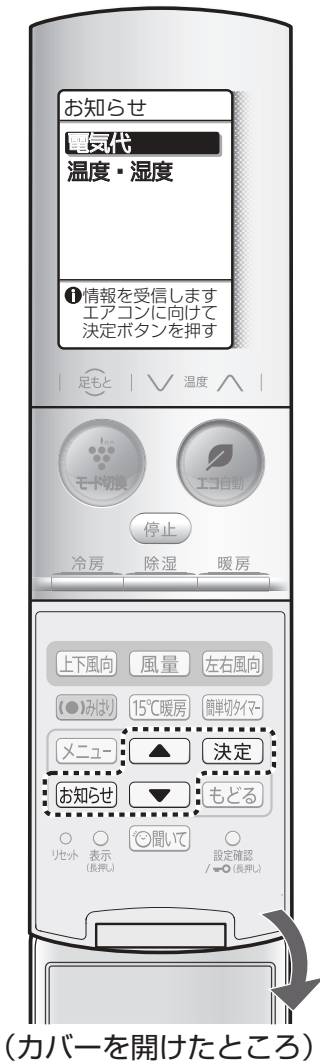 お知らせ
電気代
温度・湿度
❶情報を受信します
エアコンに向けて
決定ボタンを押す
足もと 温度
モード切換 エコ自動
停止
冷房 除湿 暖房
上下風向 風量 左右風向
((●))みはり 15℃暖房 簡単切タイマー
メニュー ▲ 決定
お知らせ ▼ もどる
リセット 表示(長押し) 聞いて 設定確認/(長押し)
(カバーを開けたところ)